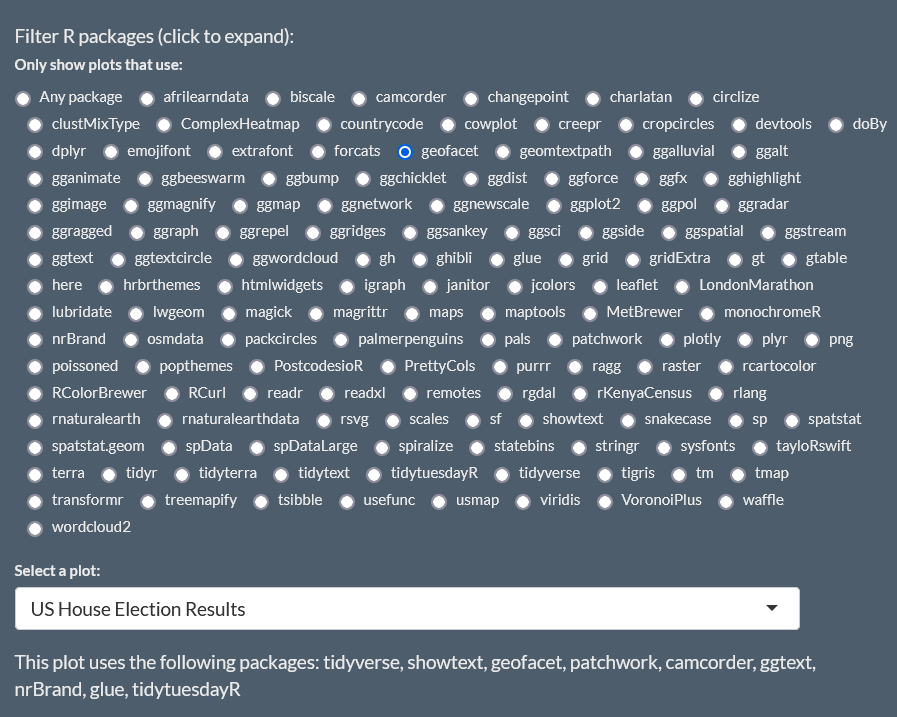 Filter R packages (click to expand):
Only show plots that use:
Any package afrilearndata biscale camcorder changepoint charlatan circlize
clustMixType ComplexHeatmap countrycode cowplot creepr cropcircles devtools doBy
dplyr emojifont extrafont forcats geofacet geomtextpath ggalluvial ggalt
gganimate ggbeeswarm ggbump ggchicklet ggdist ggforce ggfx gghighlight
ggimage ggmagnify ggmap ggnetwork ggnewscale ggplot2 ggpol ggradar
ggragged ggraph ggrepel ggridges ggsankey ggsci ggside ggspatial ggstream
ggtext ggtextcircle ggwordcloud gh ghibli glue grid gridExtra gt gtable
here hrbrthemes htmlwidgets igraph janitor jcolors leaflet LondonMarathon
lubridate lwgeom magick magrittr maps maptools MetBrewer monochromeR
nrBrand osmdata packcircles palmerpenguins pals patchwork plotly plyr png
poissoned popthemes PostcodesioR PrettyCols purrr ragg raster rcartocolor
RColorBrewer RCurl readr readxl remotes rgdal rKenyaCensus rlang
rnaturalearth rnaturalearthdata rsvg scales sf showtext snakecase sp spatstat
spatstat.geom spData spDataLarge spiralize statebins stringr sysfonts tayloRswift
terra tidyr tidyterra tidytext tidytuesdayR tidyverse tigris tm tmap
transformr treemapify tsibble usefunc usmap viridis VoronoiPlus waffle
wordcloud2
Select a plot:
US House Election Results
This plot uses the following packages: tidyverse, showtext, geofacet, patchwork, camcorder, ggtext,
nrBrand, glue, tidytuesdayR